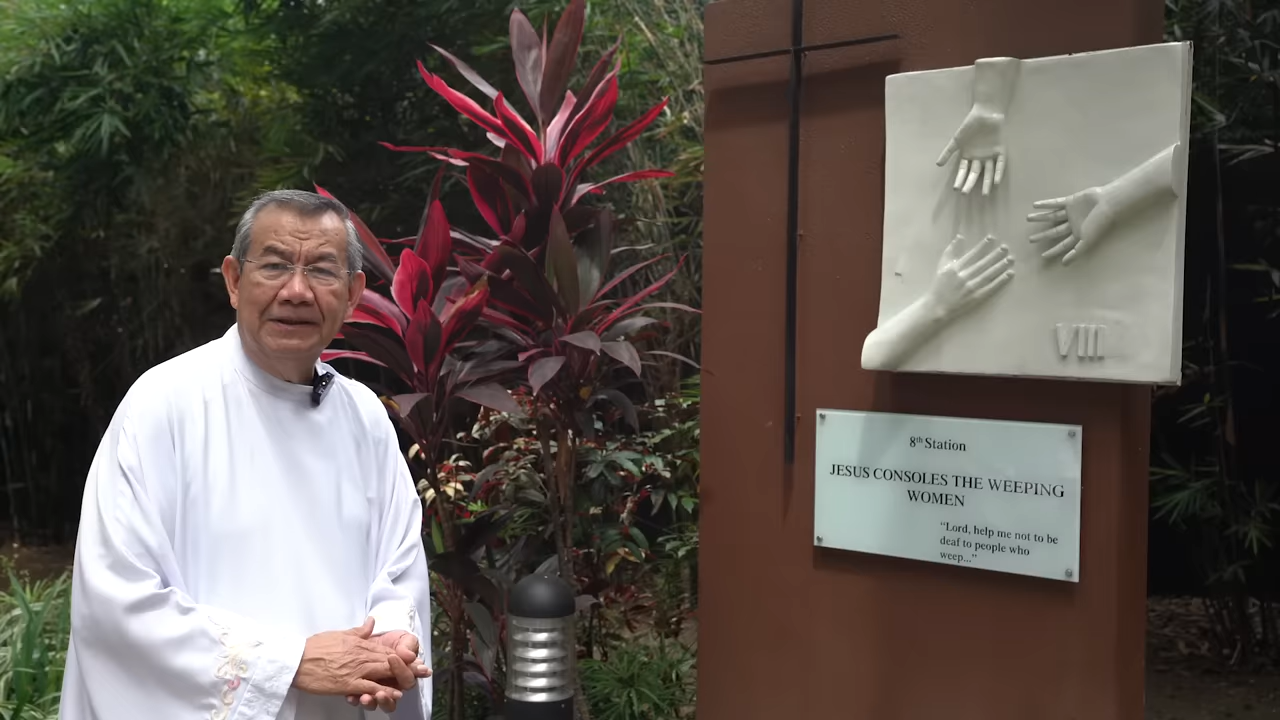 VIII
8th Station
JESUS CONSOLES THE WEEPING
WOMEN
"Lord, help me not to be
deaf to people who
weep..."